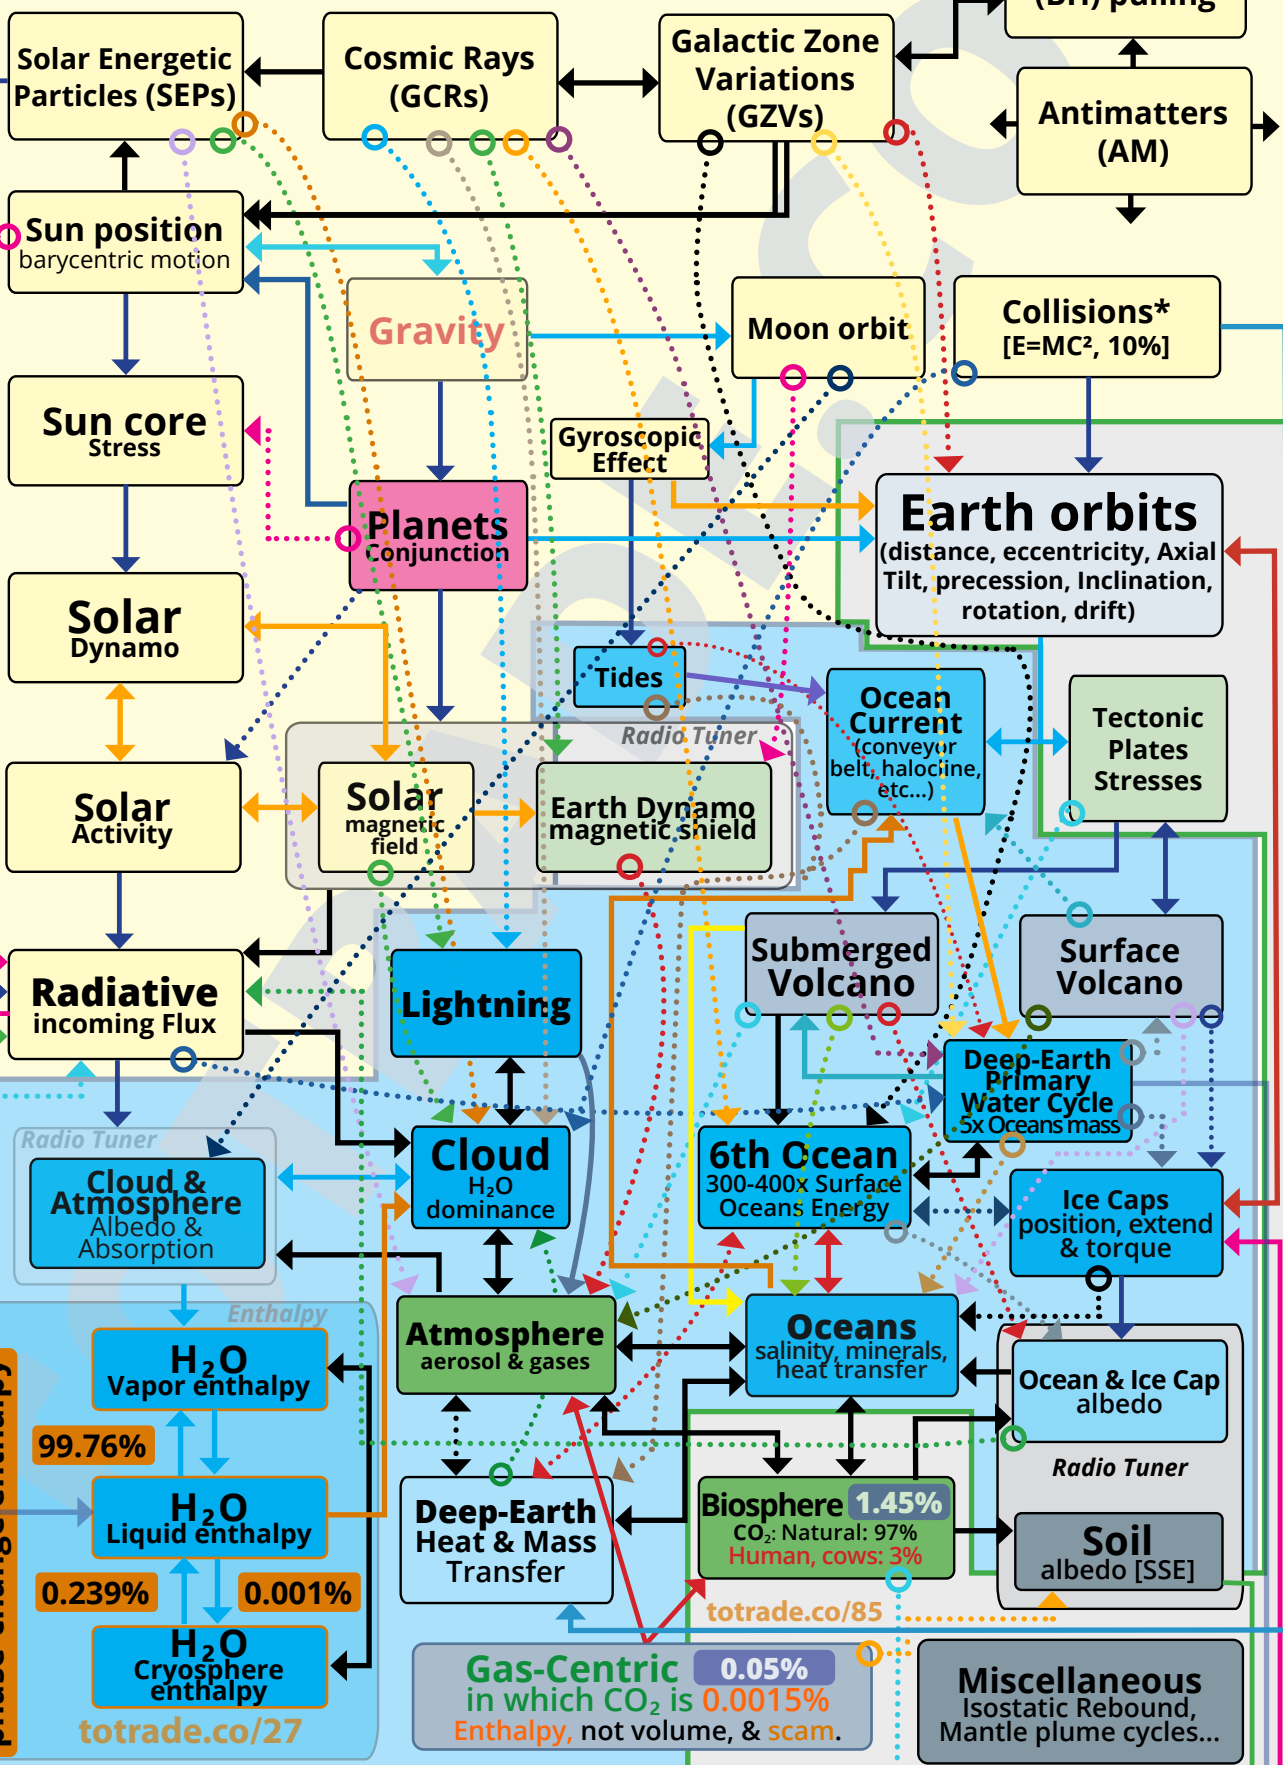 (BH) pulling
Solar Energetic
Particles (SEPs)
Cosmic Rays
(GCRs)
Galactic Zone
Variations
(GZVs)
Antimatters
(AM)
Sun position
barycentric motion
Gravity
Moon orbit
Collisions*
[E=MC², 10%]
Sun core
Stress
Gyroscopic
Effect
Planets
Conjunction
Earth orbits
(distance, eccentricity, Axial
Tilt, precession, Inclination,
rotation, drift)
Solar
Dynamo
Tides
Ocean
Current
(conveyor
belt, halocline,
etc...)
Tectonic
Plates
Stresses
Radio Tuner
Solar
Activity
Solar
magnetic
field
Earth Dynamo
magnetic shield
Radiative
incoming Flux
Lightning
Submerged
Volcano
Surface
Volcano
Deep-Earth
Primary
Water Cycle
5x Oceans mass
Radio Tuner
Cloud &
Atmosphere
Albedo &
Absorption
Cloud
H₂O
dominance
6th Ocean
300-400x Surface
Oceans Energy
Ice Caps
position, extend
& torque
Enthalpy
H₂O
Vapor enthalpy
Atmosphere
aerosol & gases
Oceans
salinity, minerals,
heat transfer
Ocean & Ice Cap
albedo
Radio Tuner
phase change enthalpy
99.76%
H₂O
Liquid enthalpy
Deep-Earth
Heat & Mass
Transfer
Biosphere 1.45%
CO₂: Natural: 97%
Human, cows: 3%
Soil
albedo [SSE]
0.239%
0.001%
totrade.co/85
H₂O
Cryosphere
enthalpy
totrade.co/27
Gas-Centric 0.05%
in which CO₂ is 0.0015%
Enthalpy, not volume, & scam.
Miscellaneous
Isostatic Rebound,
Mantle plume cycles...